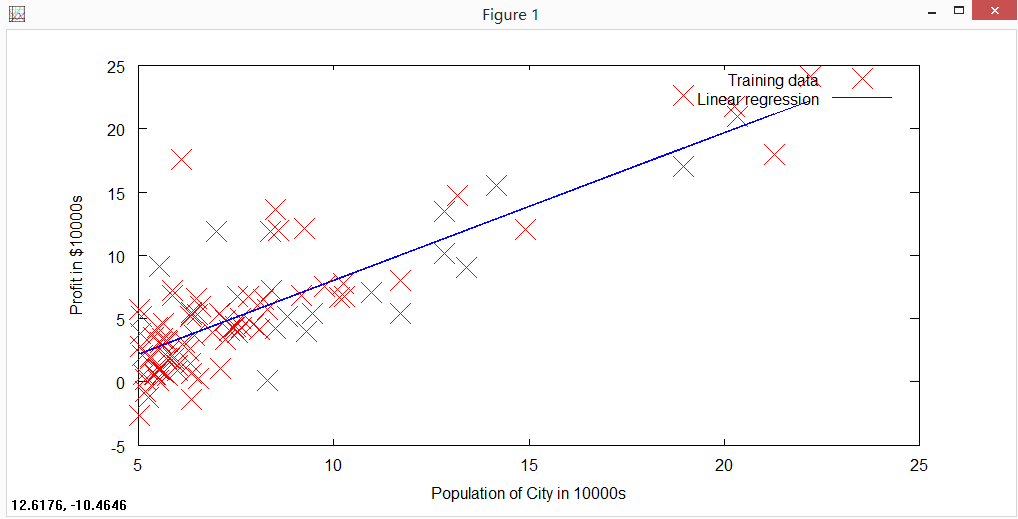 Figure 1
25
20
15
10
5
0
-5
Training data
Linear regression
Profit in $10000s
5
10
15
20
25
Population of City in 10000s
12.6176, -10.4646